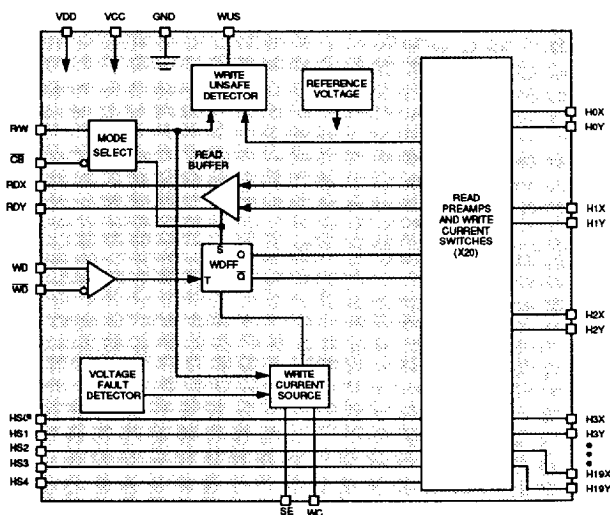 VDD VCC GND WUS
WRITE
UNSAFE
DETECTOR
REFERENCE
VOLTAGE
H0X
H0Y
R/W
MODE
SELECT
CS
READ
BUFFER
RDX
RDY
READ
PREAMPS
AND WRITE
CURRENT
SWITCHES
(X20)
H1X
H1Y
S
WDFF
Q
Q
T
WD
WD
H2X
H2Y
VOLTAGE
FAULT
DETECTOR
WRITE
CURRENT
SOURCE
HS0
HS1
HS2
HS3
HS4
H3X
H3Y
H19X
H19Y
SE WC